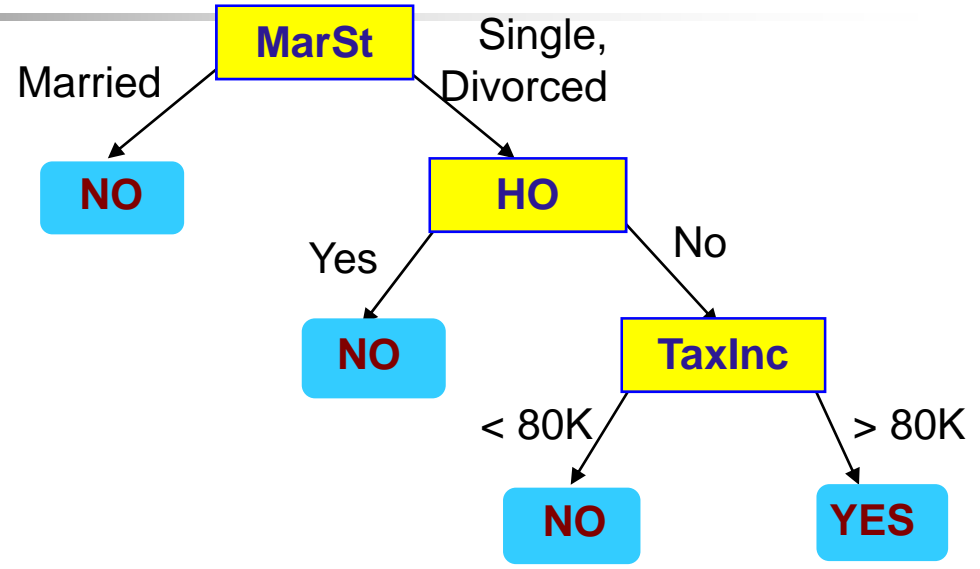 MarSt
Single,
Married
Divorced
NO
HO
Yes
No
NO
TaxInc
< 80K
> 80K
NO
YES